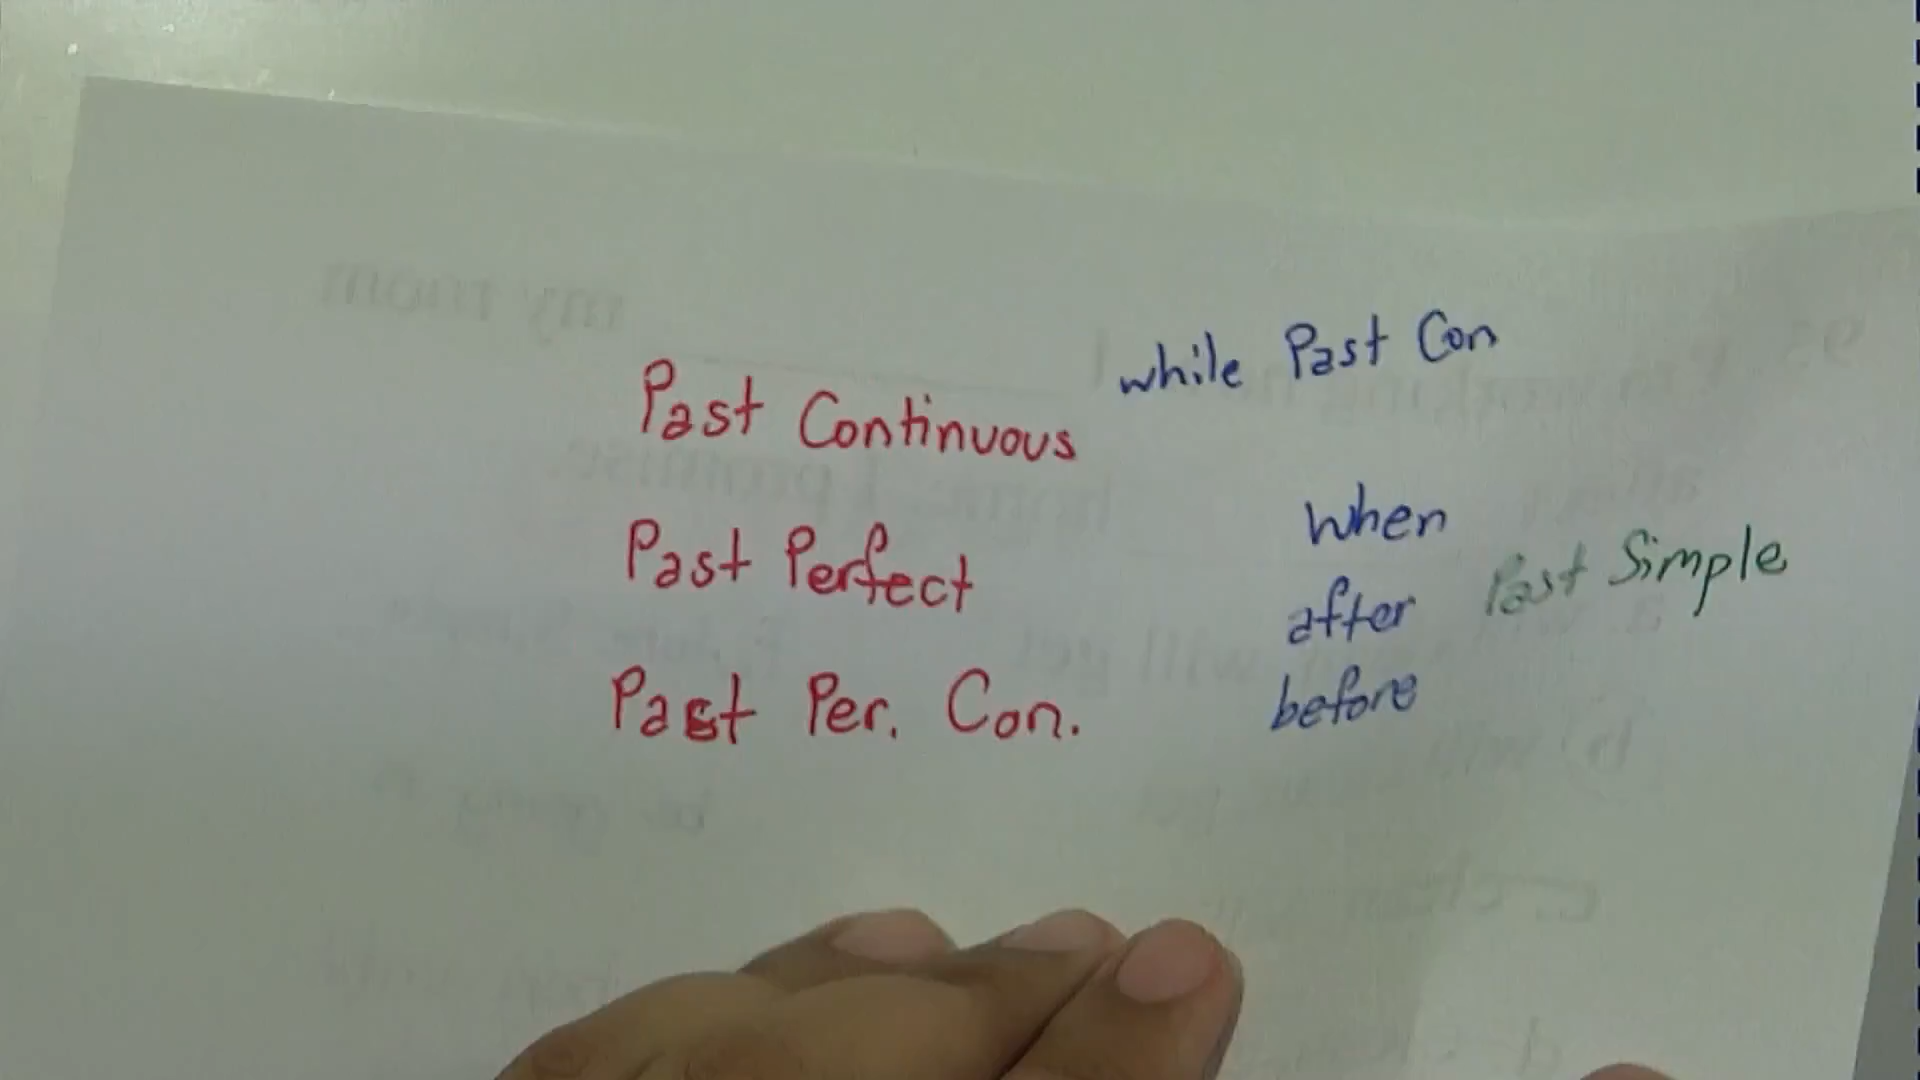 while Past Con
Past Continuous
when
Past Perfect
after Past Simple
Past Per. Con.
before